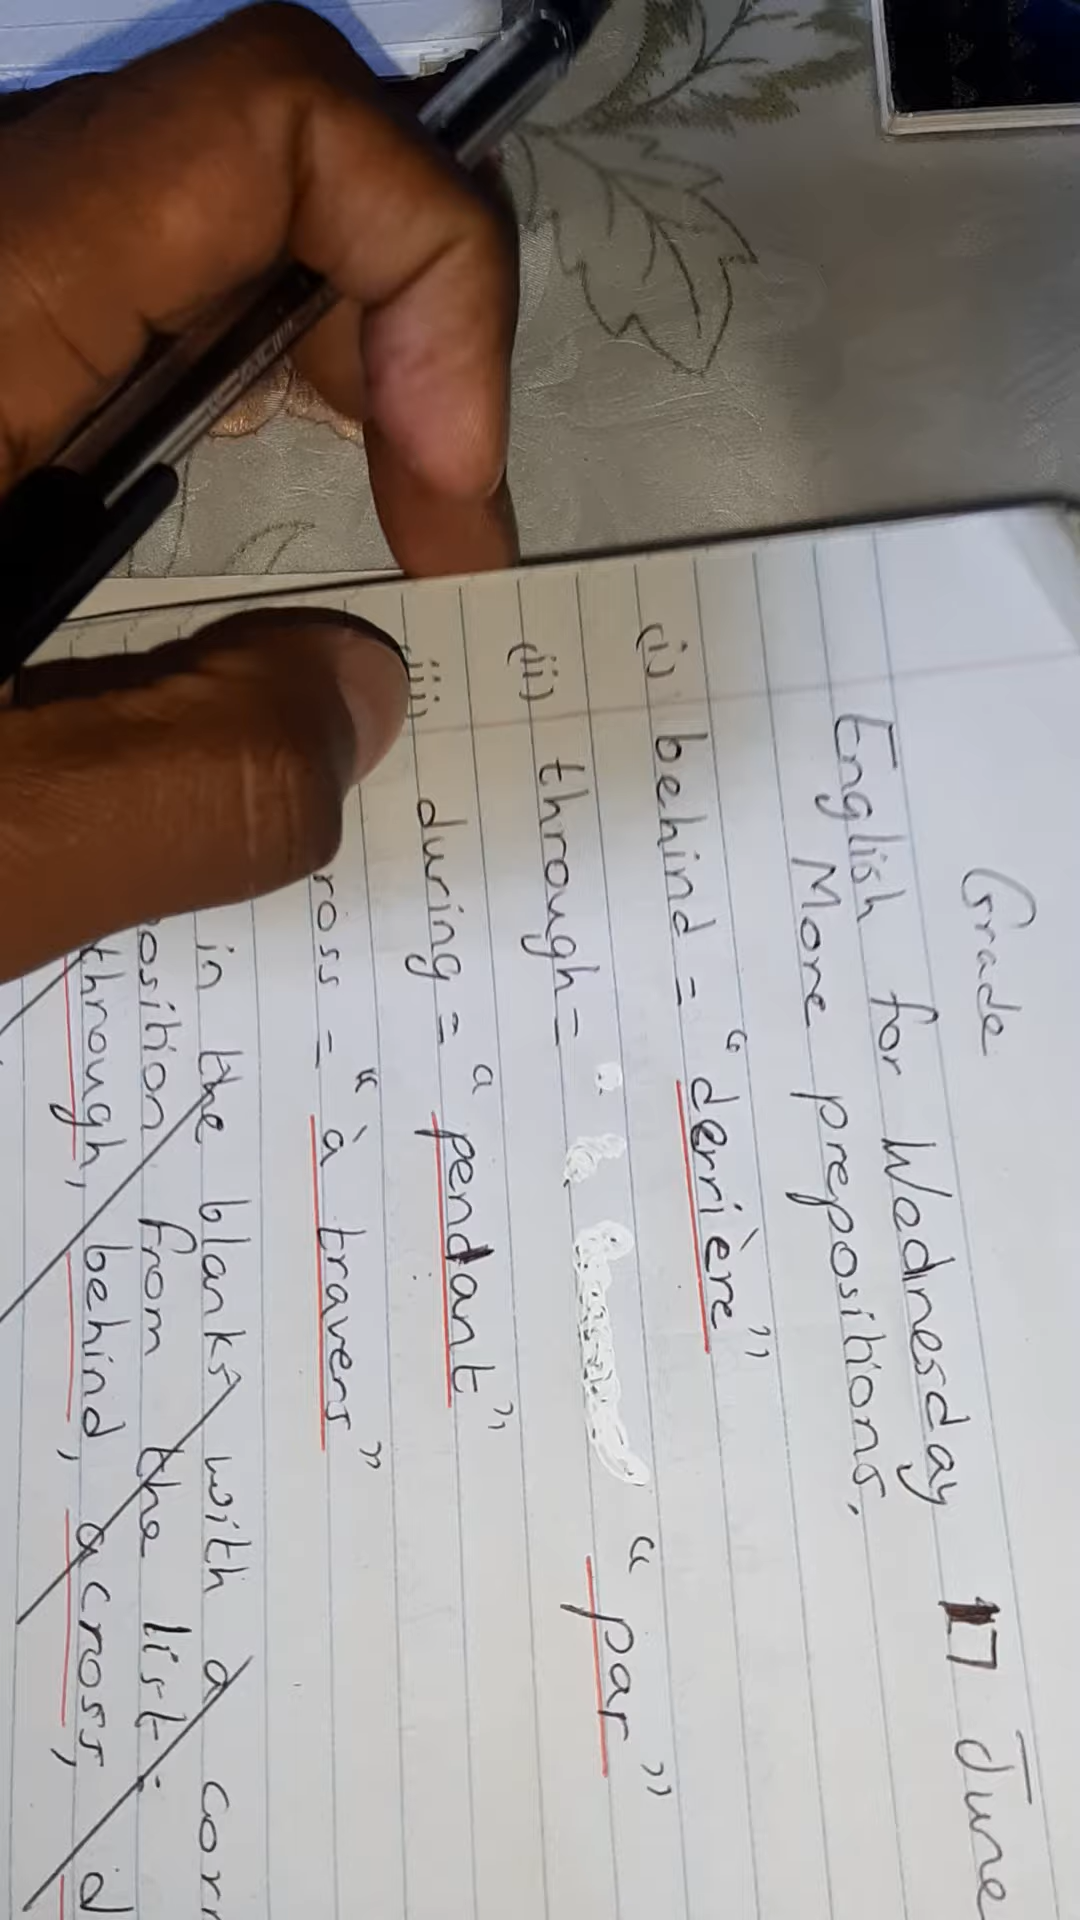 Grade
English for Wednesday 17 June
More prepositions.
(i) behind = "derrière"
(ii) through = "par"
(iii) during = "pendant"
ross = "à travers"
in the blanks with a corr
osition from the list:
through, behind, across, d